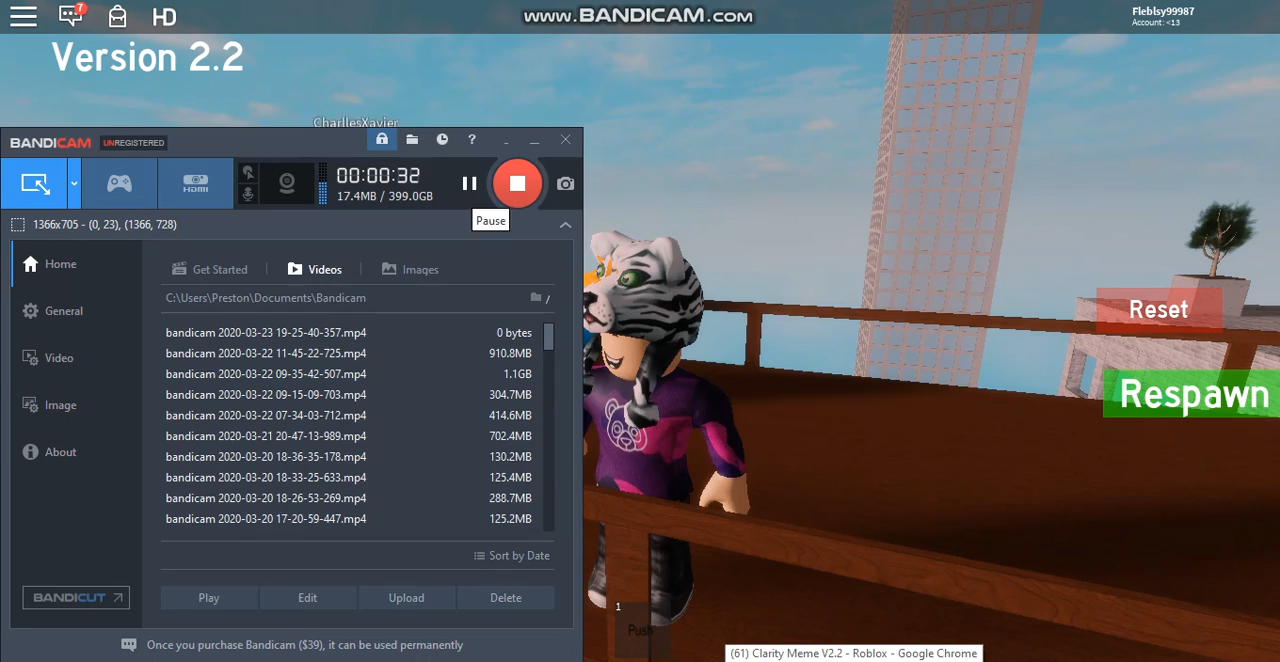 7
HD
www.BANDICAM.com
Fleblsy99987
Account: <13
Version 2.2
CharllesXavier
BANDICAM UNREGISTERED
?
HDMI
00:00:32
17.4MB / 399.0GB
Pause
1366x705 - (0, 23), (1366, 728)
Home
General
Video
Image
About
Get Started
Videos
Images
C:\Users\Preston\Documents\Bandicam
/
bandicam 2020-03-23 19-25-40-357.mp4 0 bytes
bandicam 2020-03-22 11-45-22-725.mp4 910.8MB
bandicam 2020-03-22 09-35-42-507.mp4 1.1GB
bandicam 2020-03-22 09-15-09-703.mp4 304.7MB
bandicam 2020-03-22 07-34-03-712.mp4 414.6MB
bandicam 2020-03-21 20-47-13-989.mp4 702.4MB
bandicam 2020-03-20 18-36-35-178.mp4 130.2MB
bandicam 2020-03-20 18-33-25-633.mp4 125.4MB
bandicam 2020-03-20 18-26-53-269.mp4 288.7MB
bandicam 2020-03-20 17-20-59-447.mp4 125.2MB
Sort by Date
BANDICUT
Play Edit Upload Delete
Once you purchase Bandicam ($39), it can be used permanently
Reset
Respawn
1
Push
(61) Clarity Meme V2.2 - Roblox - Google Chrome